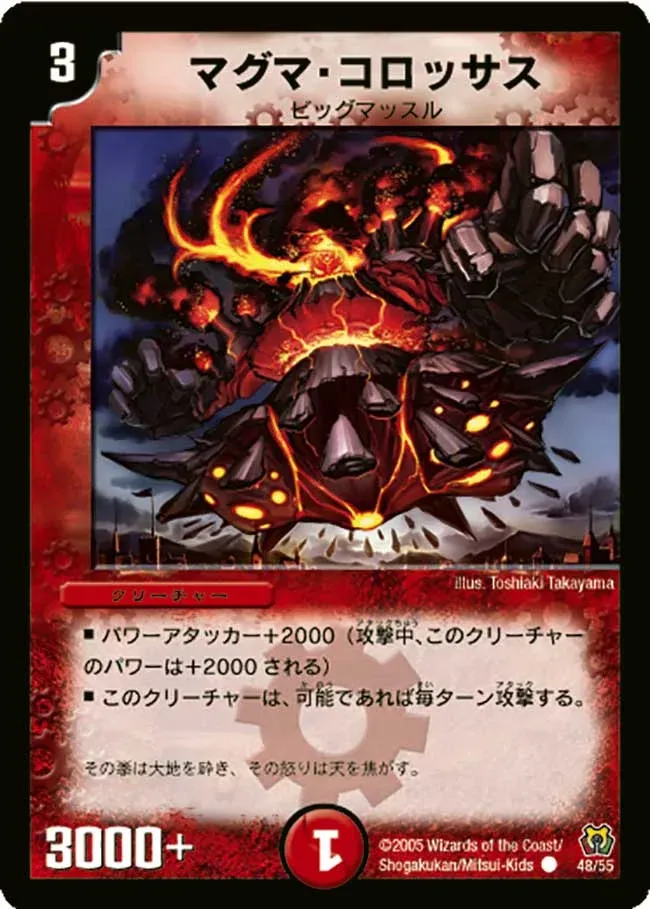 3
マグマ・コロッサス
ビッグマッスル
illus. Toshiaki Takayama
クリーチャー
■ パワーアタッカー+2000（攻撃中、このクリーチャー
のパワーは+2000 される）
■ このクリーチャーは、可能であれば毎ターン攻撃する。
その拳は大地を砕き、その怒りは天を焦がす。
3000+
1
©2005 Wizards of the Coast/
Shogakukan/Mitsui-Kids
48/55